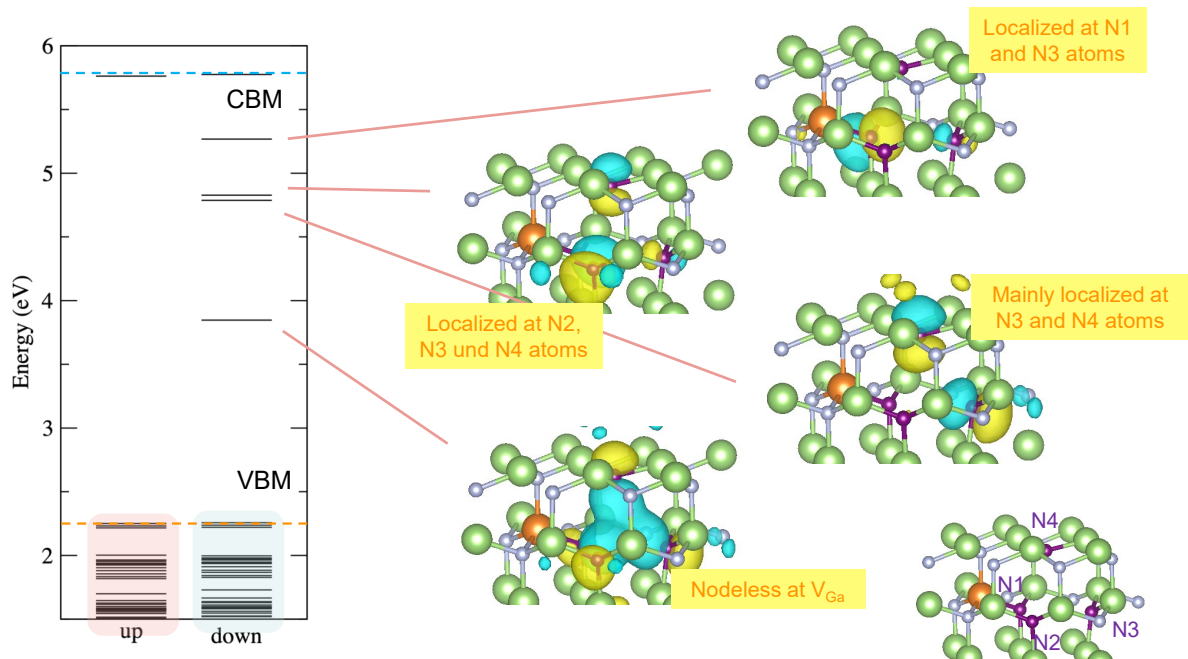 Localized at N1
and N3 atoms
6
CBM
5
4
Energy (eV)
Localized at N2,
N3 und N4 atoms
Mainly localized at
N3 and N4 atoms
3
VBM
2
up
down
Nodeless at V_Ga
N4
N1
N2
N3